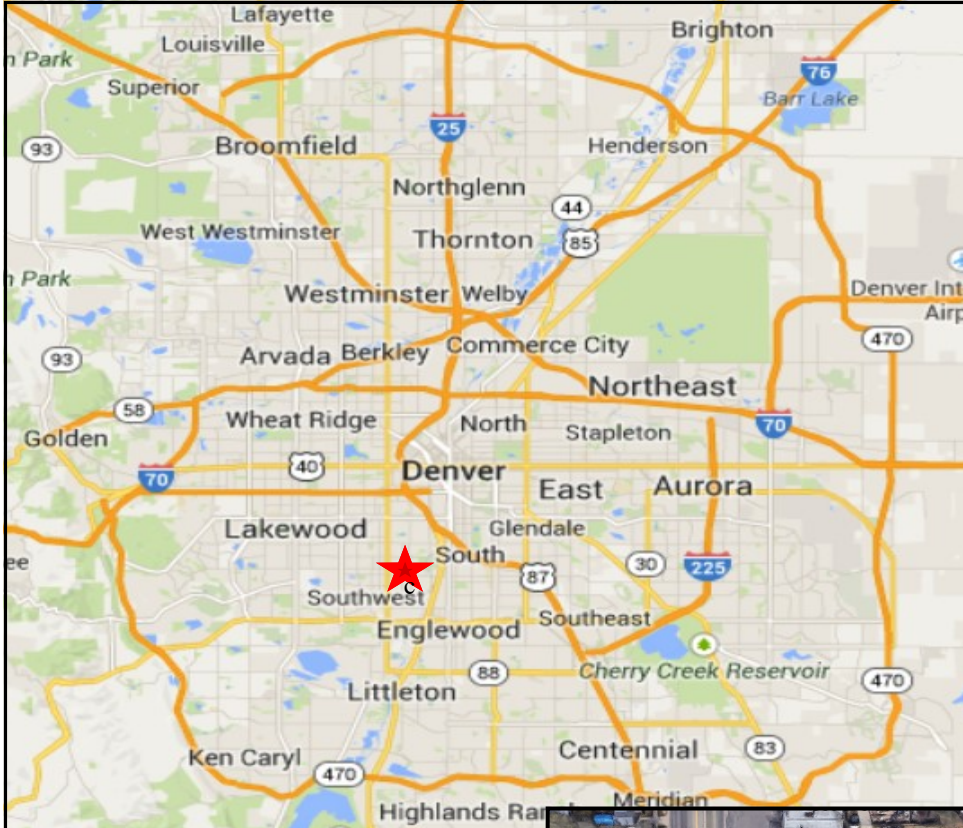 Lafayette
Brighton
Louisville
n Park
76
Superior
Barr Lake
25
93
Broomfield
Henderson
Northglenn
44
West Westminster
Thornton
85
n Park
Westminster
Welby
Denver Int
Airp
470
93
Arvada
Berkley
Commerce City
Northeast
58
Wheat Ridge
North
70
Golden
Stapleton
40
Denver
70
East
Aurora
Lakewood
Glendale
ee
South
30
225
87
c
Southwest
Englewood
Southeast
88
Cherry Creek Reservoir
470
Littleton
Ken Caryl
Centennial
83
470
Highlands Ran
Meridian